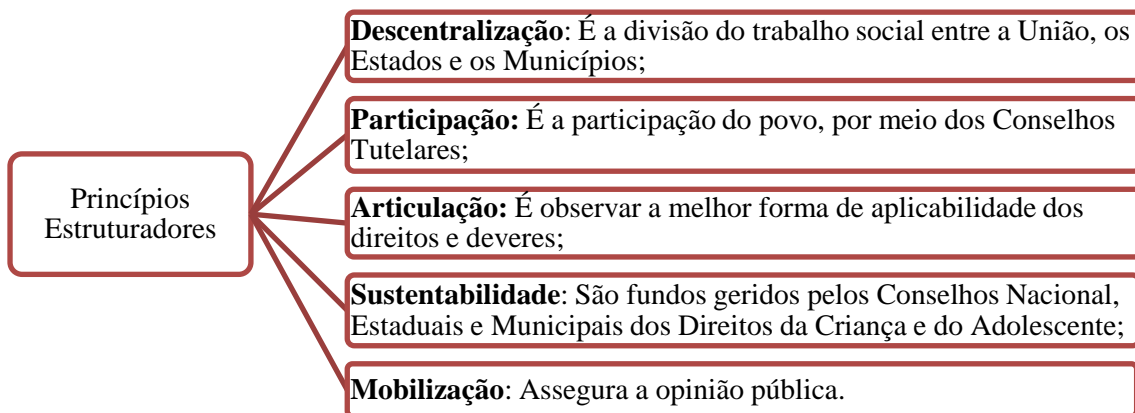 Princípios
Estruturadores
Descentralização: É a divisão do trabalho social entre a União, os
Estados e os Municípios;
Participação: É a participação do povo, por meio dos Conselhos
Tutelares;
Articulação: É observar a melhor forma de aplicabilidade dos
direitos e deveres;
Sustentabilidade: São fundos geridos pelos Conselhos Nacional,
Estaduais e Municipais dos Direitos da Criança e do Adolescente;
Mobilização: Assegura a opinião pública.